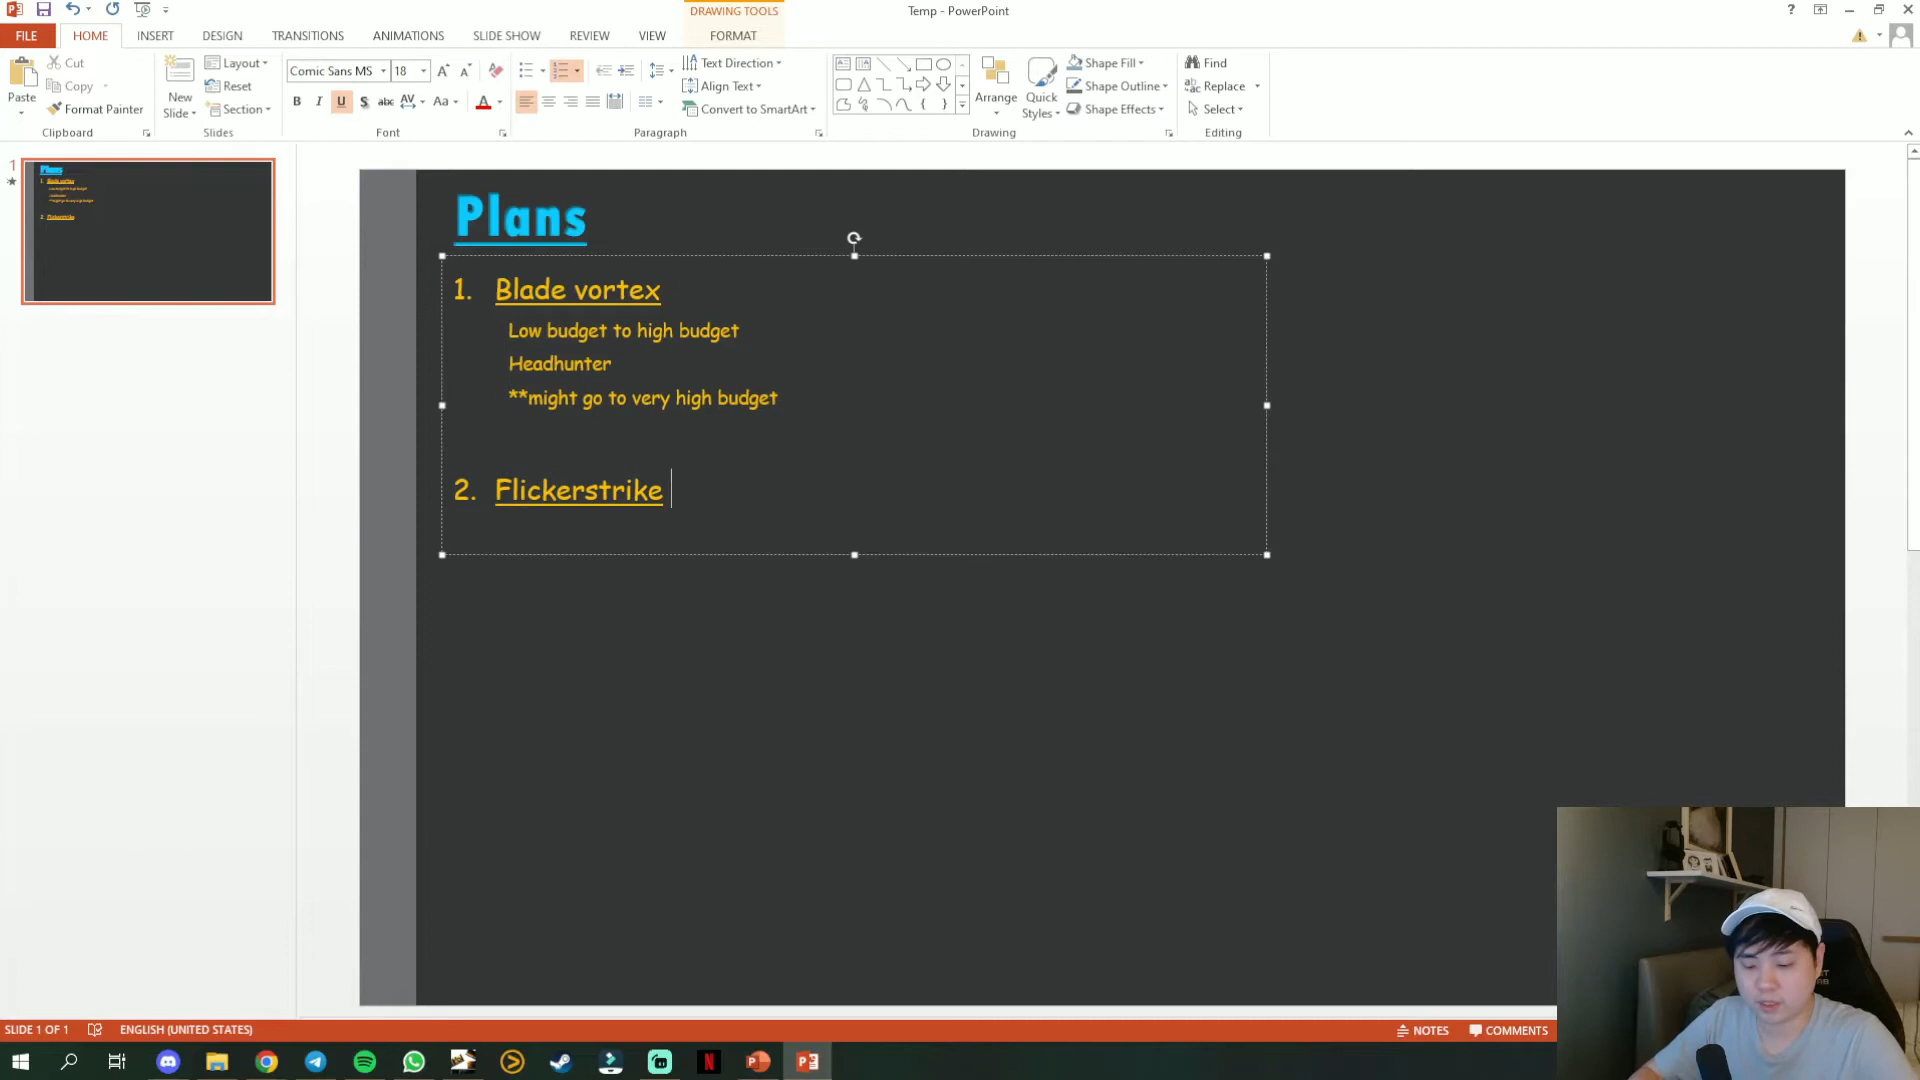 DRAWING TOOLS
Temp - PowerPoint
FILE
HOME
INSERT
DESIGN
TRANSITIONS
ANIMATIONS
SLIDE SHOW
REVIEW
VIEW
FORMAT
Paste
Cut
Copy
Format Painter
Clipboard
New Slide
Layout
Reset
Section
Slides
Comic Sans MS
18
Font
Paragraph
Text Direction
Align Text
Convert to SmartArt
Arrange
Quick Styles
Shape Fill
Shape Outline
Shape Effects
Drawing
Find
Replace
Select
Editing
1
Plans
1. Blade vortex
Low budget to high budget
Headhunter
**might go to very high budget
2. Flickerstrike
SLIDE 1 OF 1
ENGLISH (UNITED STATES)
NOTES
COMMENTS